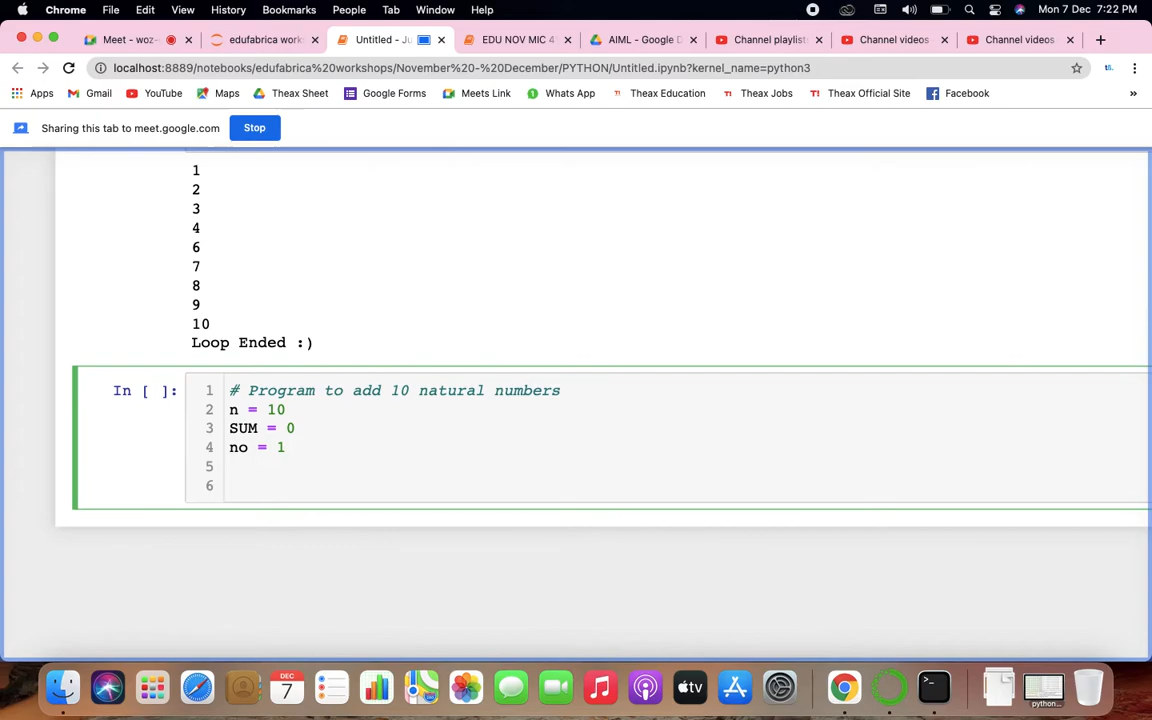 Chrome File Edit View History Bookmarks People Tab Window Help Mon 7 Dec 7:22 PM
Meet - woz- edufabrica work Untitled - Ju EDU NOV MIC 4 AIML - Google D Channel playlist Channel videos - Channel videos -
localhost:8889/notebooks/edufabrica%20workshops/November%20-%20December/PYTHON/Untitled.ipynb?kernel_name=python3
Apps Gmail YouTube Maps Theax Sheet Google Forms Meets Link Whats App Theax Education Theax Jobs Theax Official Site Facebook »
Sharing this tab to meet.google.com Stop
1
2
3
4
6
7
8
9
10
Loop Ended :)
In [ ]: 1 # Program to add 10 natural numbers
2 n = 10
3 SUM = 0
4 no = 1
5
6
DEC
7
tv
python...